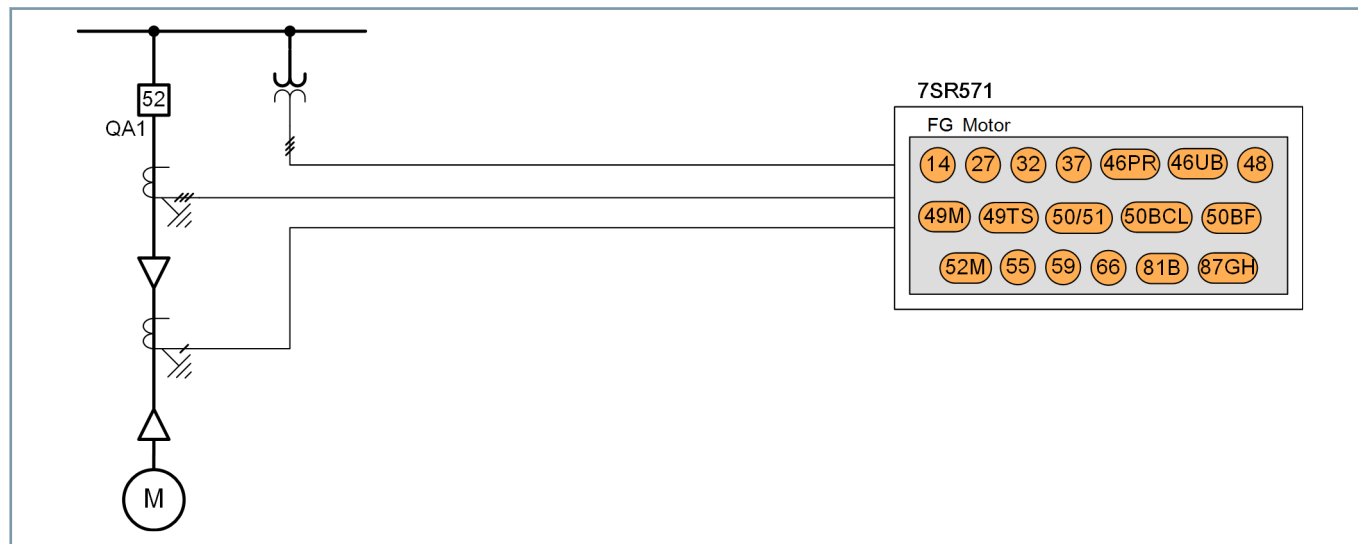 7SR571
52
QA1
FG Motor
14 27 32 37 46PR 46UB 48
49M 49TS 50/51 50BCL 50BF
52M 55 59 66 81B 87GH
M